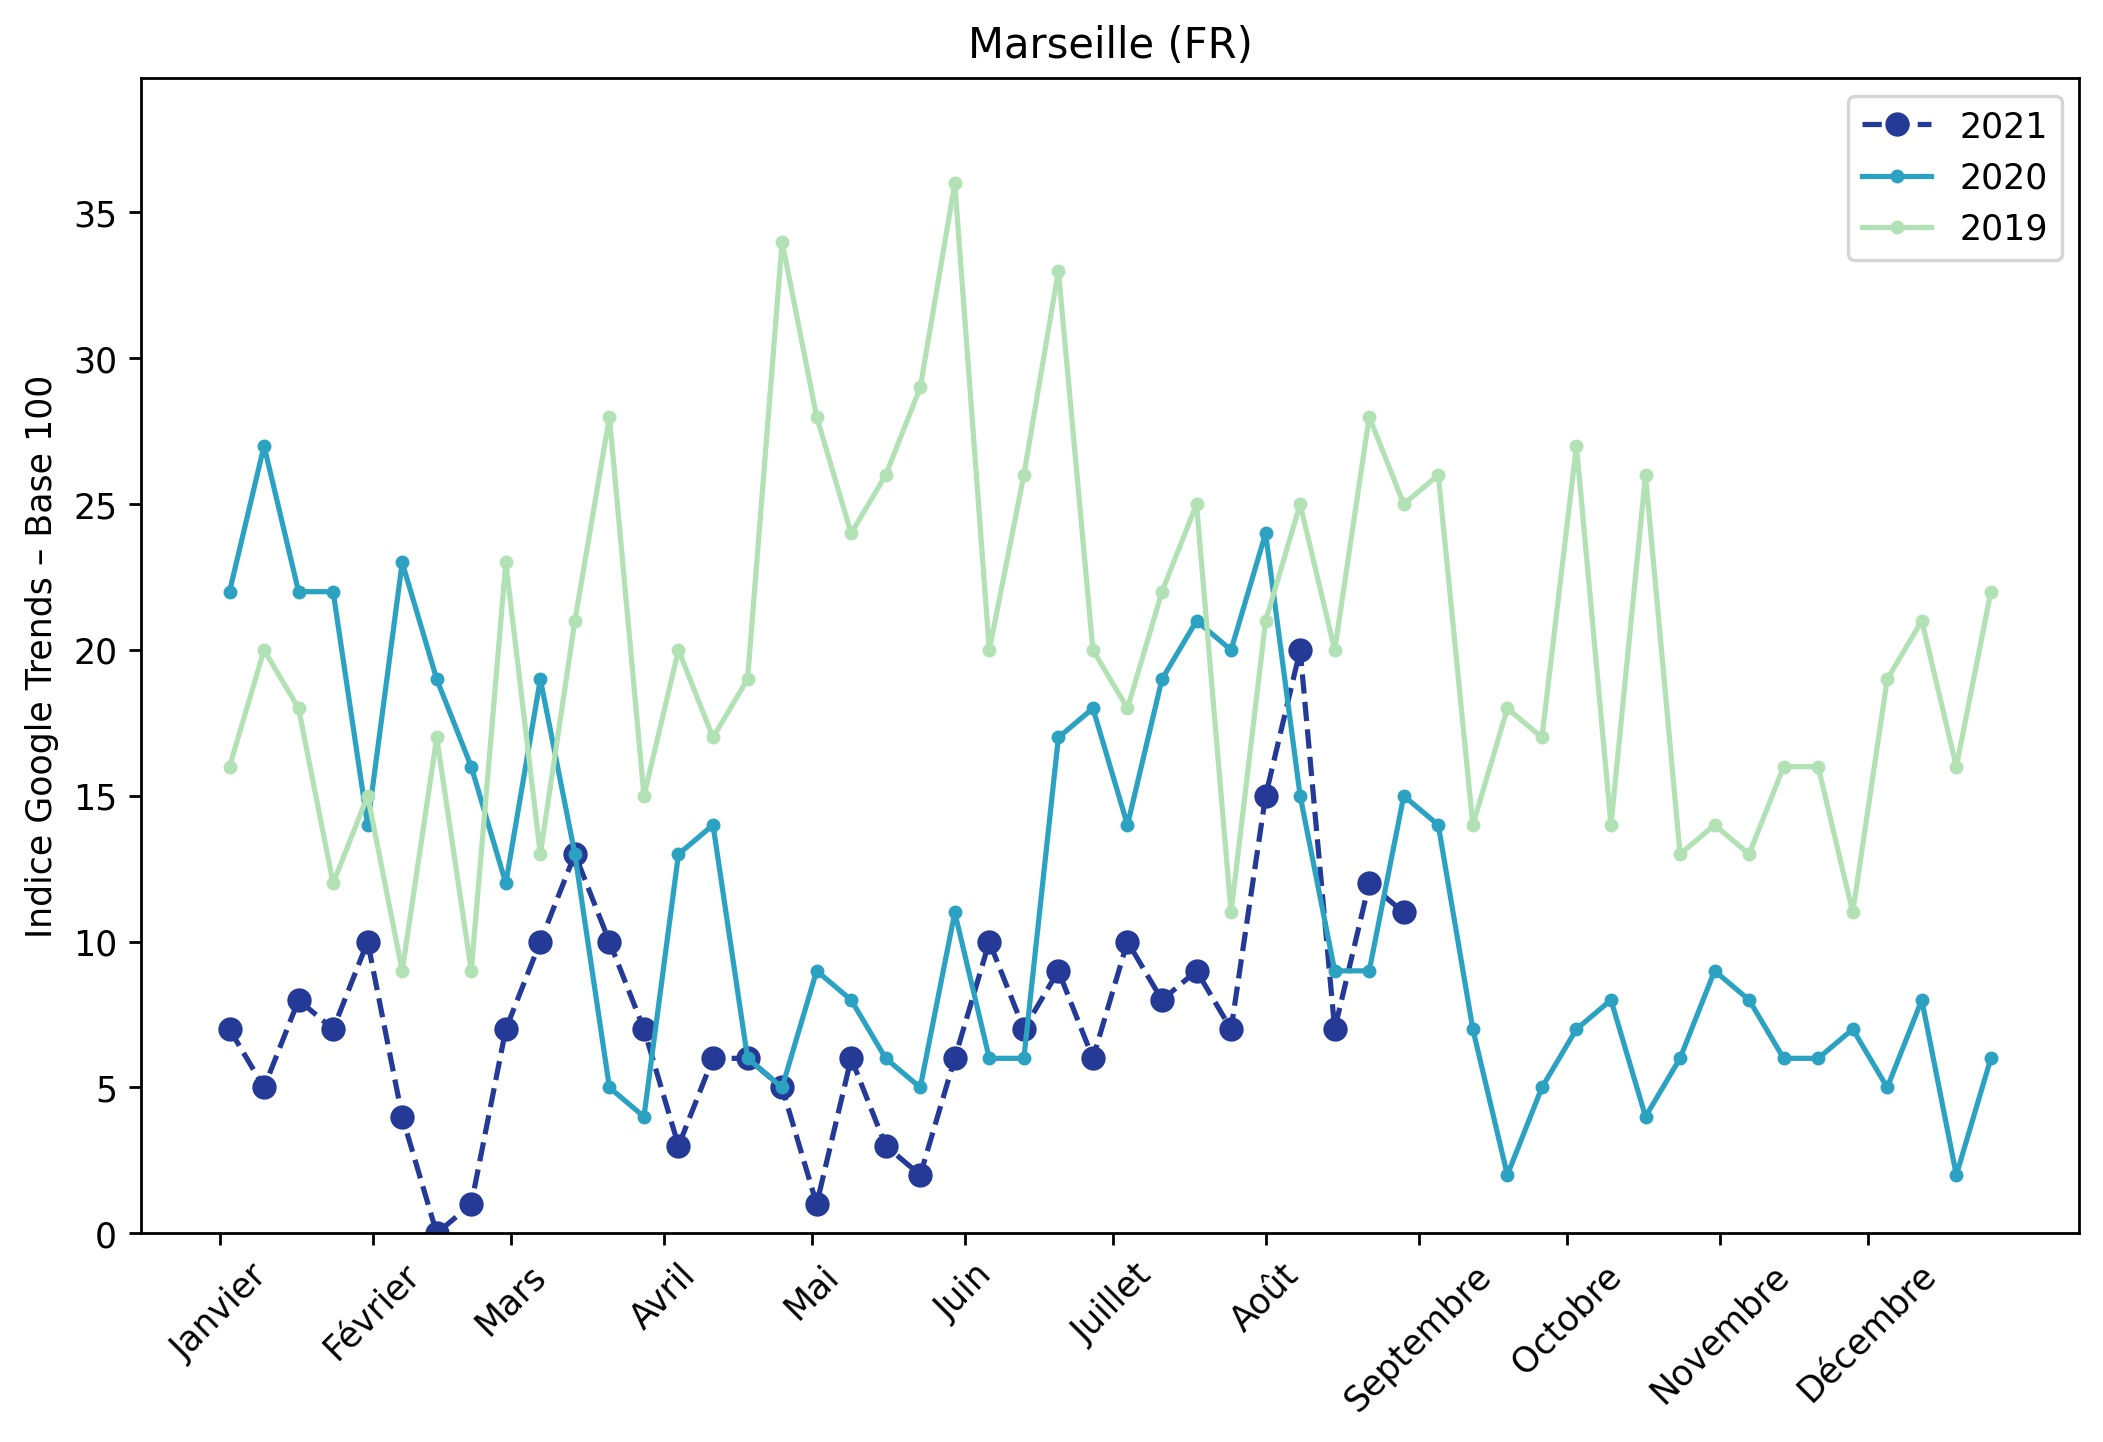 Marseille (FR)
2021
2020
2019
Indice Google Trends – Base 100
35
30
25
20
15
10
5
0
Janvier
Février
Mars
Avril
Mai
Juin
Juillet
Août
Septembre
Octobre
Novembre
Décembre